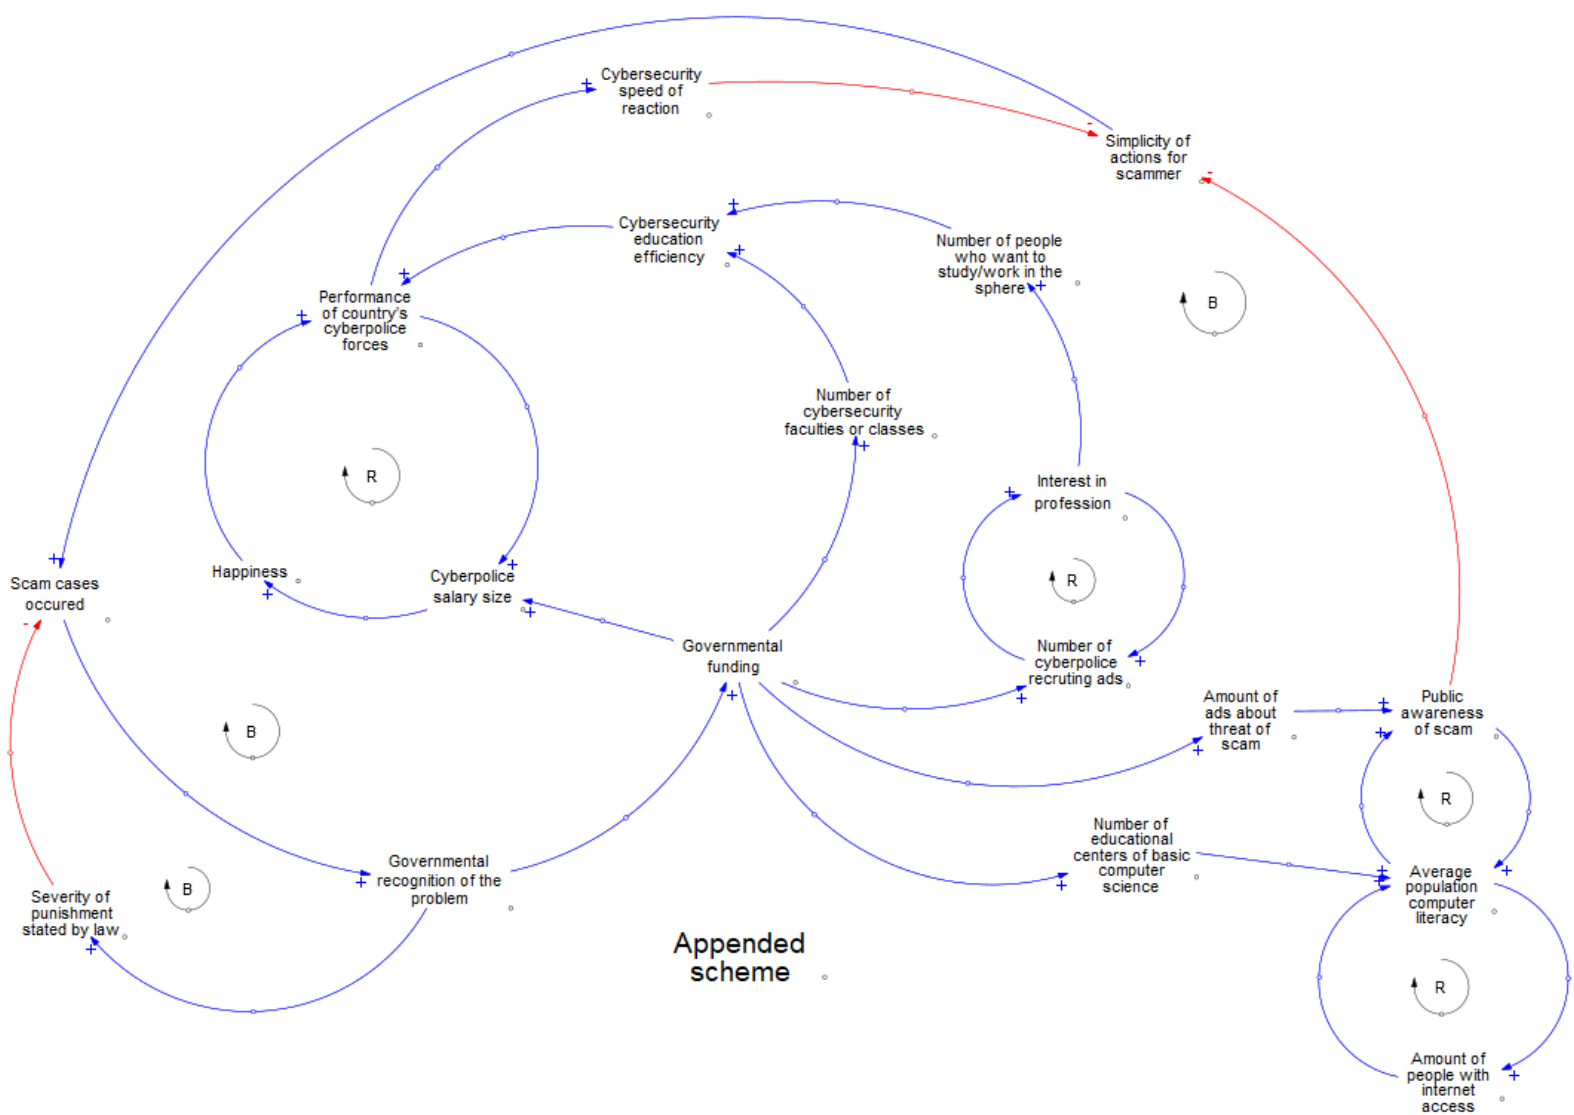 Cybersecurity
speed of
reaction
+
-
Simplicity of
actions for
scammer
-
+
Cybersecurity
education
efficiency
+
Number of people
who want to
study/work in the
sphere
+
+
Performance
of country's
cyberpolice
forces
+
B
Number of
cybersecurity
faculties or classes
+
R
Interest in
profession
+
+
Scam cases
occured
-
Happiness
+
Cyberpolice
salary size
+
+
R
Governmental
funding
+
Number of
cyberpolice
recruting ads
+
+
Amount of
ads about
threat of
scam
+
Public
awareness
of scam
+
+
B
R
Governmental
recognition of the
problem
+
B
Severity of
punishment
stated by law
+
Number of
educational
centers of basic
computer
science
+
Average
population
computer
literacy
+
+
+
Appended
scheme
R
Amount of
people with
internet
access
+